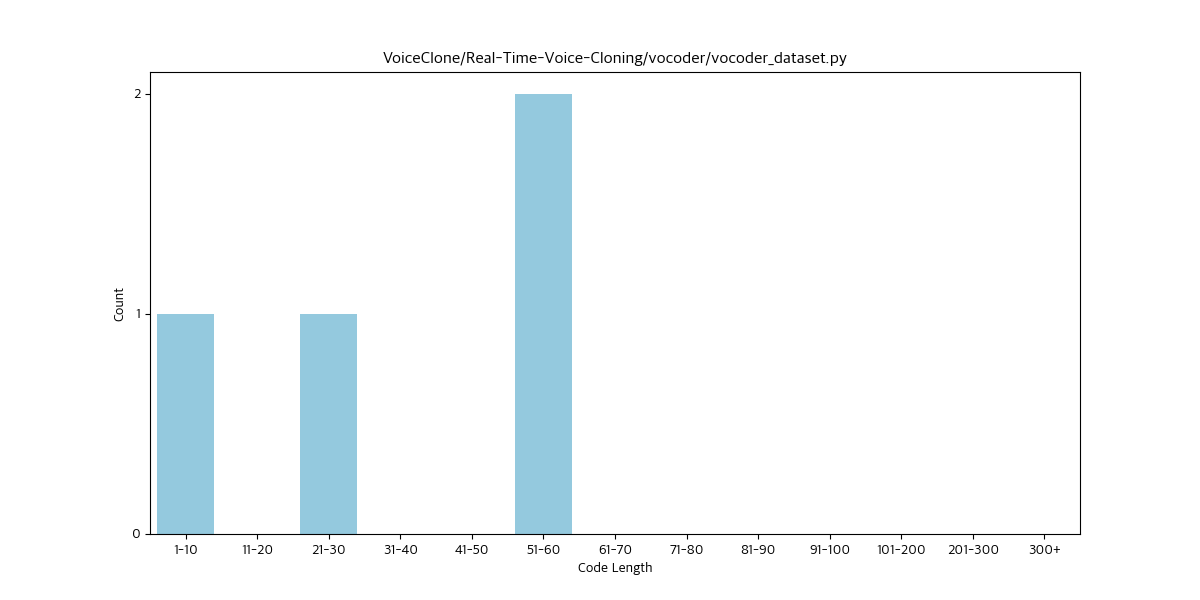 VoiceClone/Real-Time-Voice-Cloning/vocoder/vocoder_dataset.py
2
1
0
Count
1-10 11-20 21-30 31-40 41-50 51-60 61-70 71-80 81-90 91-100 101-200 201-300 300+
Code Length